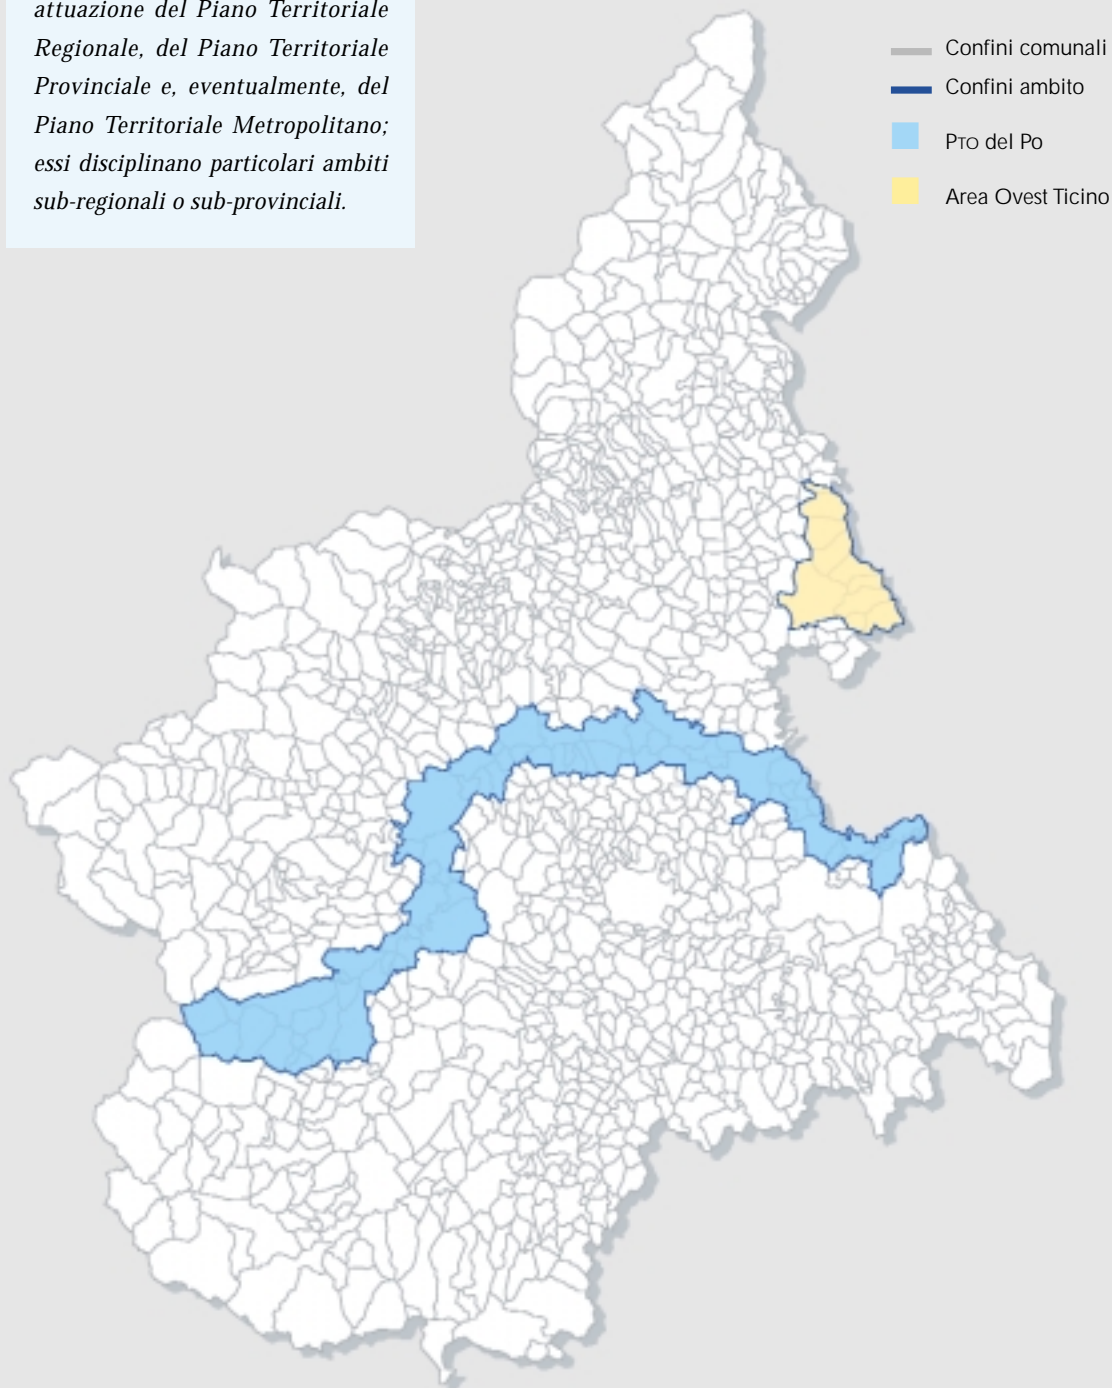 attuazione del Piano Territoriale
Regionale, del Piano Territoriale
Provinciale e, eventualmente, del
Piano Territoriale Metropolitano;
essi disciplinano particolari ambiti
sub-regionali o sub-provinciali.
Confini comunali
Confini ambito
PTO del Po
Area Ovest Ticino